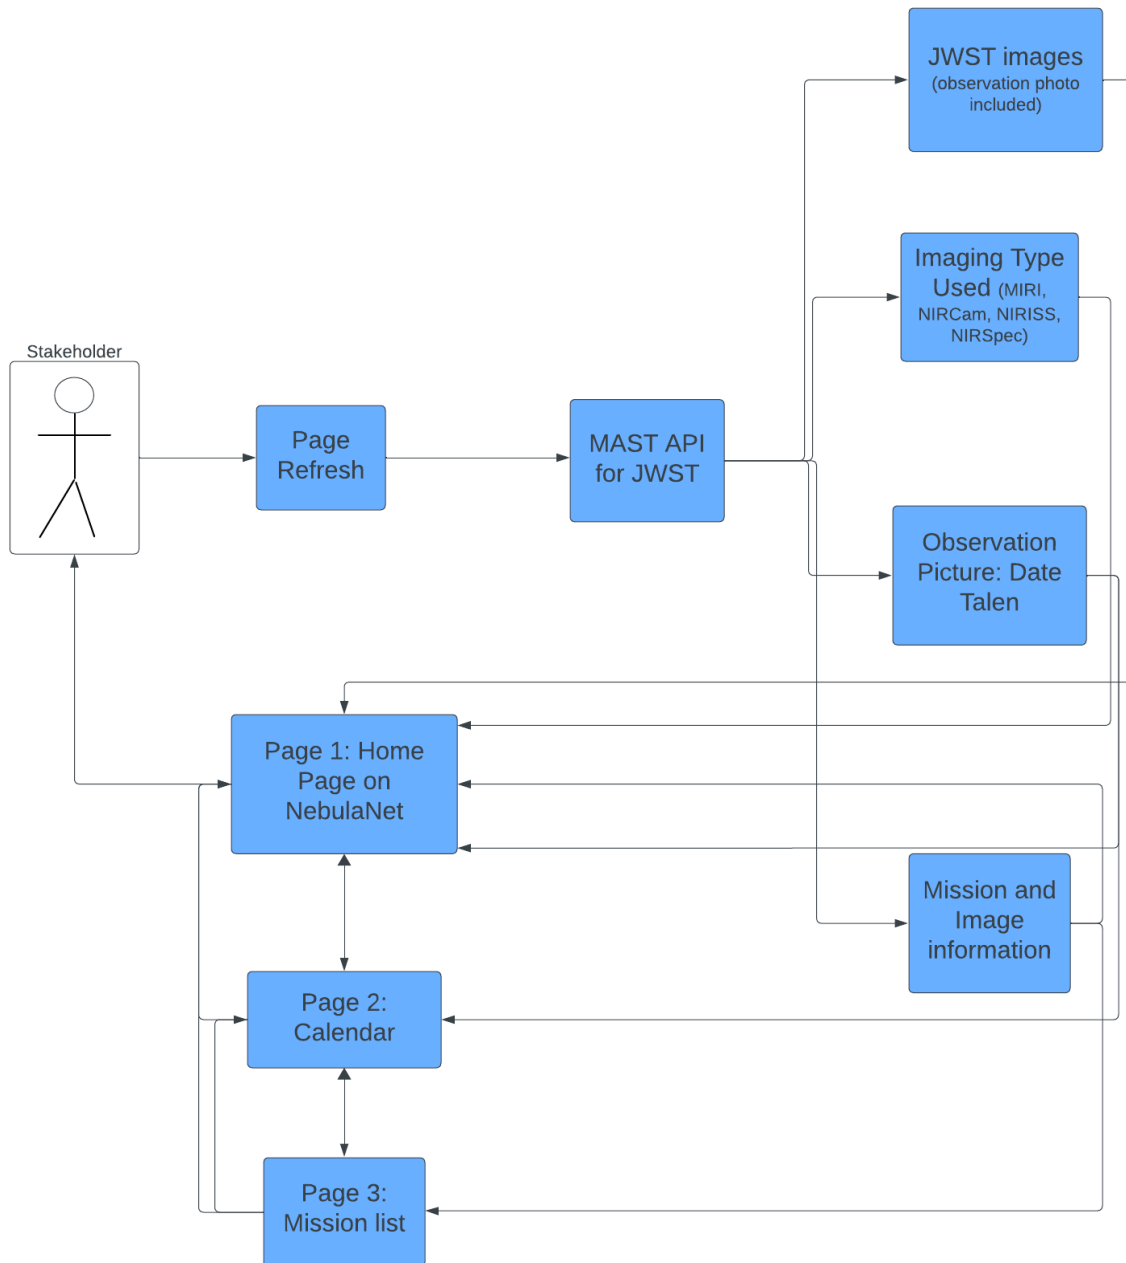 JWST images
(observation photo
included)
Imaging Type
Used (MIRI,
NIRCam, NIRISS,
NIRSpec)
Stakeholder
Page
Refresh
MAST API
for JWST
Observation
Picture: Date
Talen
Page 1: Home
Page on
NebulaNet
Mission and
Image
information
Page 2:
Calendar
Page 3:
Mission list